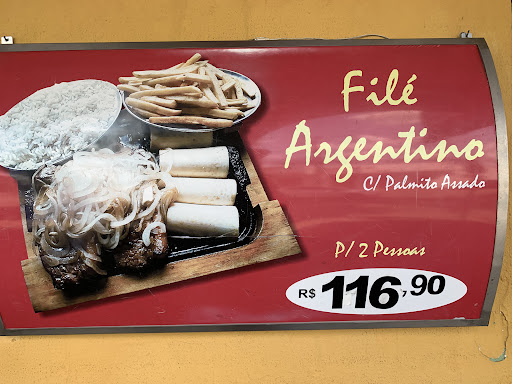 Filé
Argentino
C/ Palmito Assado
P/ 2 Pessoas
R$ 116,90